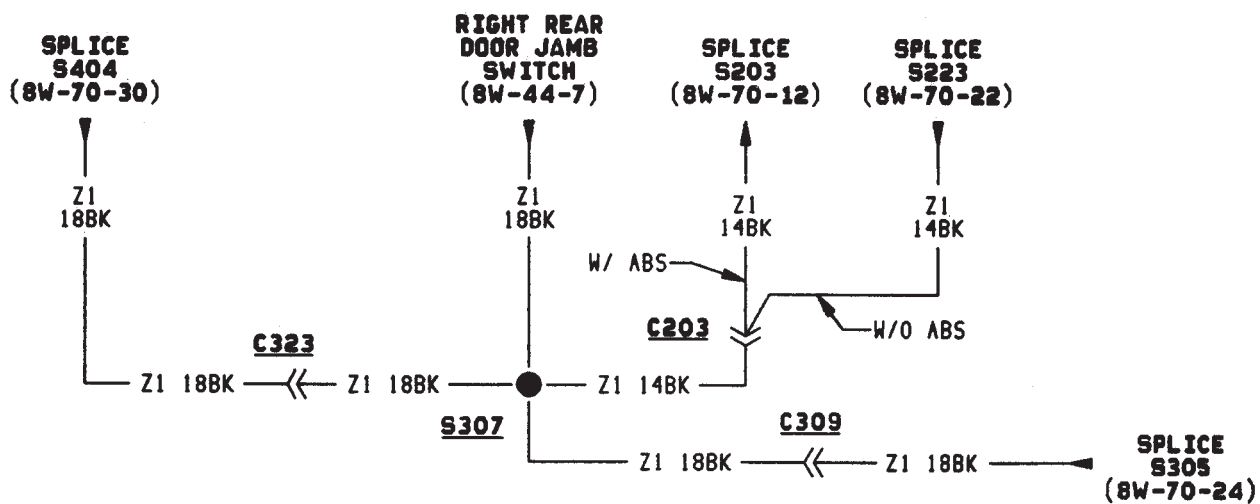 SPLICE
S404
(8W-70-30)
RIGHT REAR
DOOR JAMB
SWITCH
(8W-44-7)
SPLICE
S203
(8W-70-12)
SPLICE
S223
(8W-70-22)
Z1
18BK
Z1
18BK
Z1
14BK
Z1
14BK
W/ ABS
W/O ABS
C203
C323
Z1 18BK
Z1 18BK
Z1 14BK
S307
C309
Z1 18BK
Z1 18BK
SPLICE
S305
(8W-70-24)